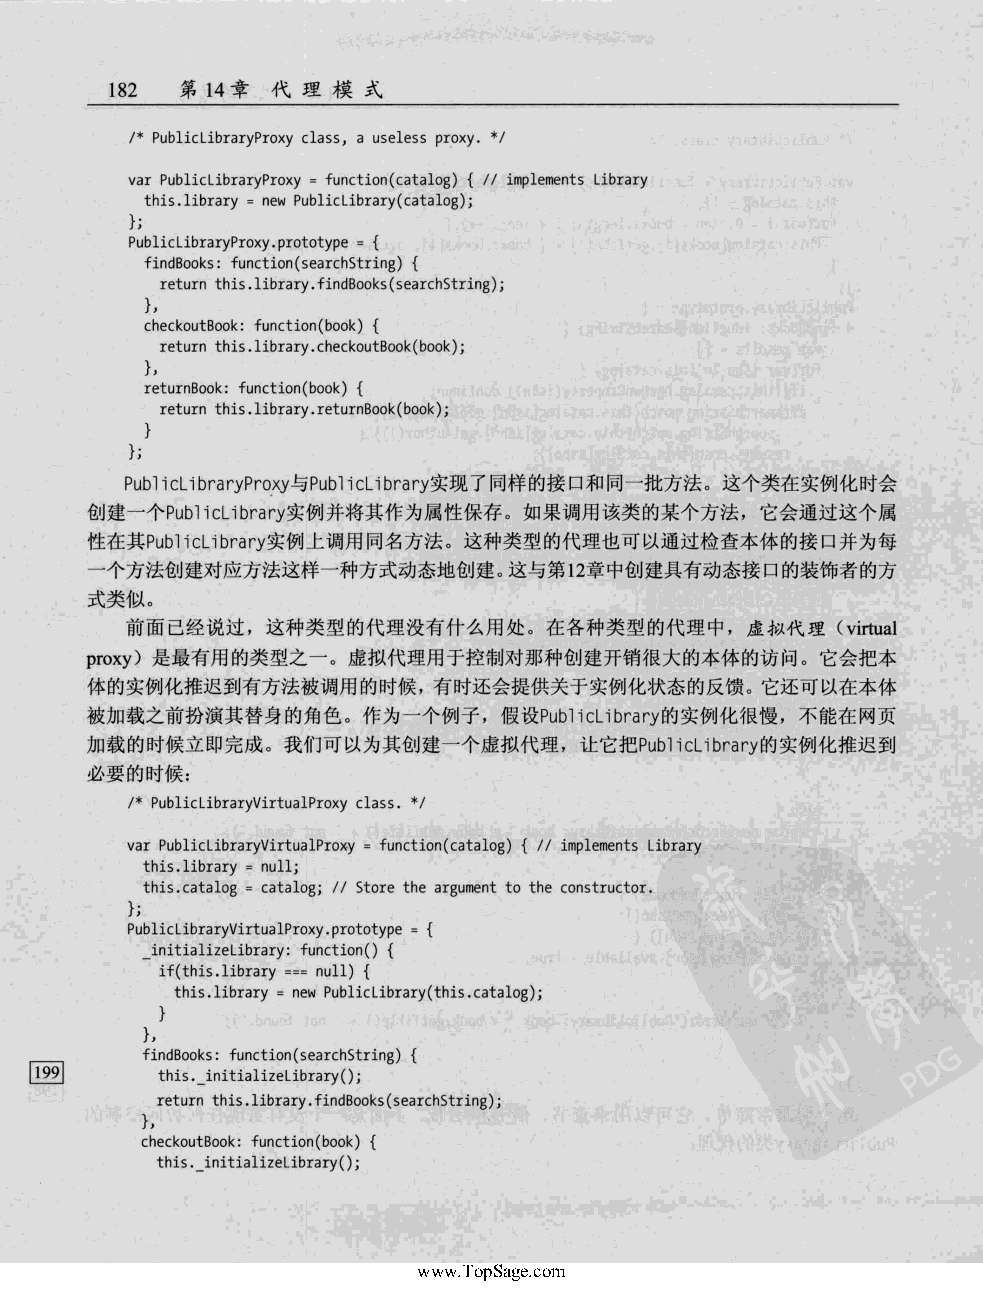 182 第14章 代理模式
/* PublicLibraryProxy class, a useless proxy. */
var PublicLibraryProxy = function(catalog) { // implements Library
this.library = new PublicLibrary(catalog);
};
PublicLibraryProxy.prototype = {
findBooks: function(searchString) {
return this.library.findBooks(searchString);
},
checkoutBook: function(book) {
return this.library.checkoutBook(book);
},
returnBook: function(book) {
return this.library.returnBook(book);
}
};
PublicLibraryProxy与PublicLibrary实现了同样的接口和同一批方法。这个类在实例化时会
创建一个PublicLibrary实例并将其作为属性保存。如果调用该类的某个方法，它会通过这个属
性在其PublicLibrary实例上调用同名方法。这种类型的代理也可以通过检查本体的接口并为每
一个方法创建对应方法这样一种方式动态地创建。这与第12章中创建具有动态接口的装饰者的方
式类似。
前面已经说过，这种类型的代理没有什么用处。在各种类型的代理中，虚拟代理（virtual
proxy）是最有用的类型之一。虚拟代理用于控制对那种创建开销很大的本体的访问。它会把本
体的实例化推迟到有方法被调用的时候，有时还会提供关于实例化状态的反馈。它还可以在本体
被加载之前扮演其替身的角色。作为一个例子，假设PublicLibrary的实例化很慢，不能在网页
加载的时候立即完成。我们可以为其创建一个虚拟代理，让它把PublicLibrary的实例化推迟到
必要的时候：
/* PublicLibraryVirtualProxy class. */
var PublicLibraryVirtualProxy = function(catalog) { // implements Library
this.library = null;
this.catalog = catalog; // Store the argument to the constructor.
};
PublicLibraryVirtualProxy.prototype = {
_initializeLibrary: function() {
if(this.library === null) {
this.library = new PublicLibrary(this.catalog);
}
},
findBooks: function(searchString) {
199
this._initializeLibrary();
return this.library.findBooks(searchString);
},
checkoutBook: function(book) {
this._initializeLibrary();
PDG
www.TopSage.com